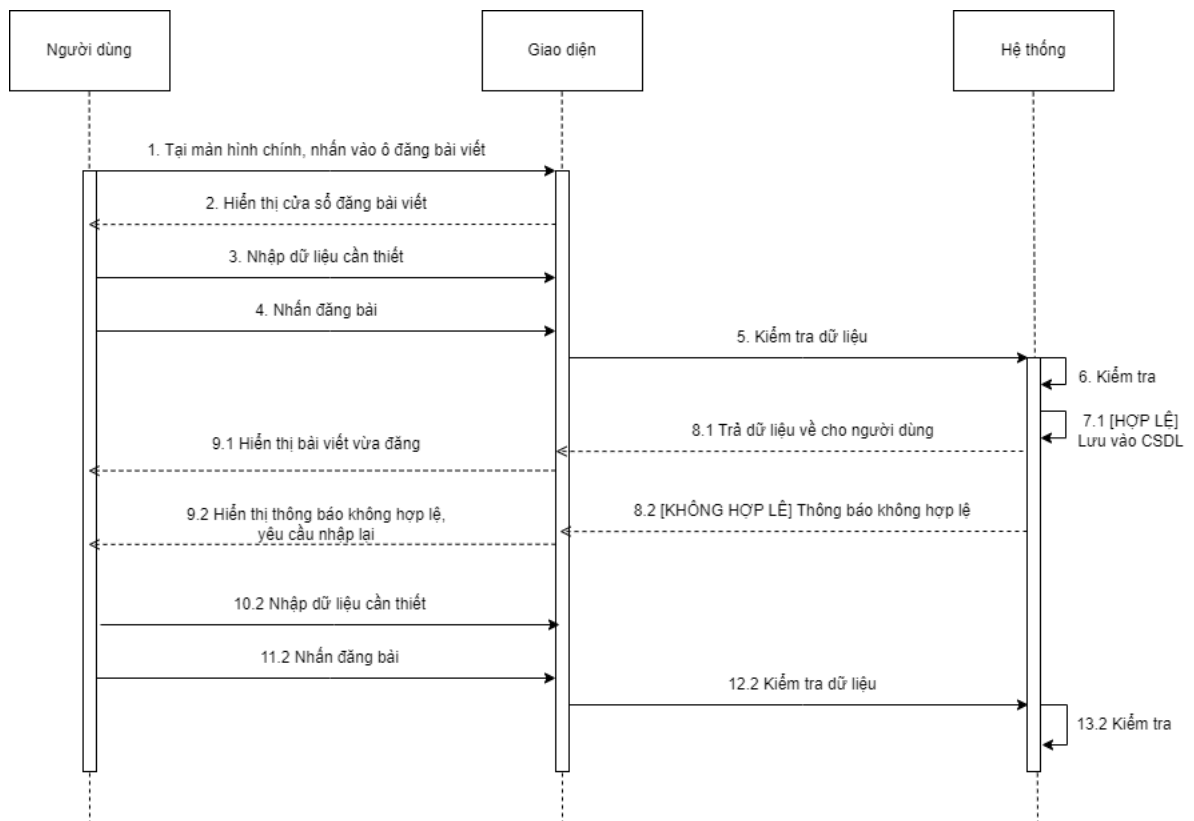 Người dùng
Giao diện
Hệ thống
1. Tại màn hình chính, nhấn vào ô đăng bài viết
2. Hiển thị cửa sổ đăng bài viết
3. Nhập dữ liệu cần thiết
4. Nhấn đăng bài
5. Kiểm tra dữ liệu
6. Kiểm tra
7.1 [HỢP LỆ]
Lưu vào CSDL
8.1 Trả dữ liệu về cho người dùng
9.1 Hiển thị bài viết vừa đăng
8.2 [KHÔNG HỢP LỆ] Thông báo không hợp lệ
9.2 Hiển thị thông báo không hợp lệ,
yêu cầu nhập lại
10.2 Nhập dữ liệu cần thiết
11.2 Nhấn đăng bài
12.2 Kiểm tra dữ liệu
13.2 Kiểm tra